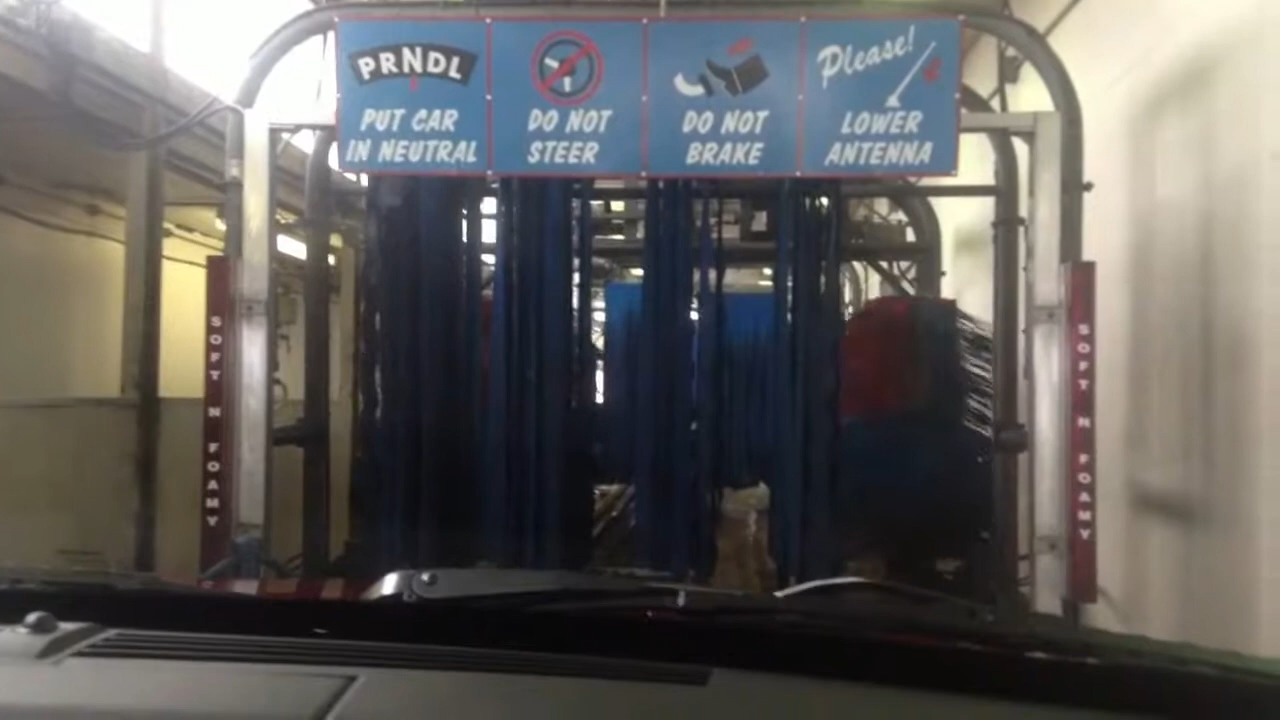 PRNDL
PUT CAR
IN NEUTRAL
DO NOT
STEER
DO NOT
BRAKE
Please!
LOWER
ANTENNA
SOFT N FOAMY
SOFT N FOAMY